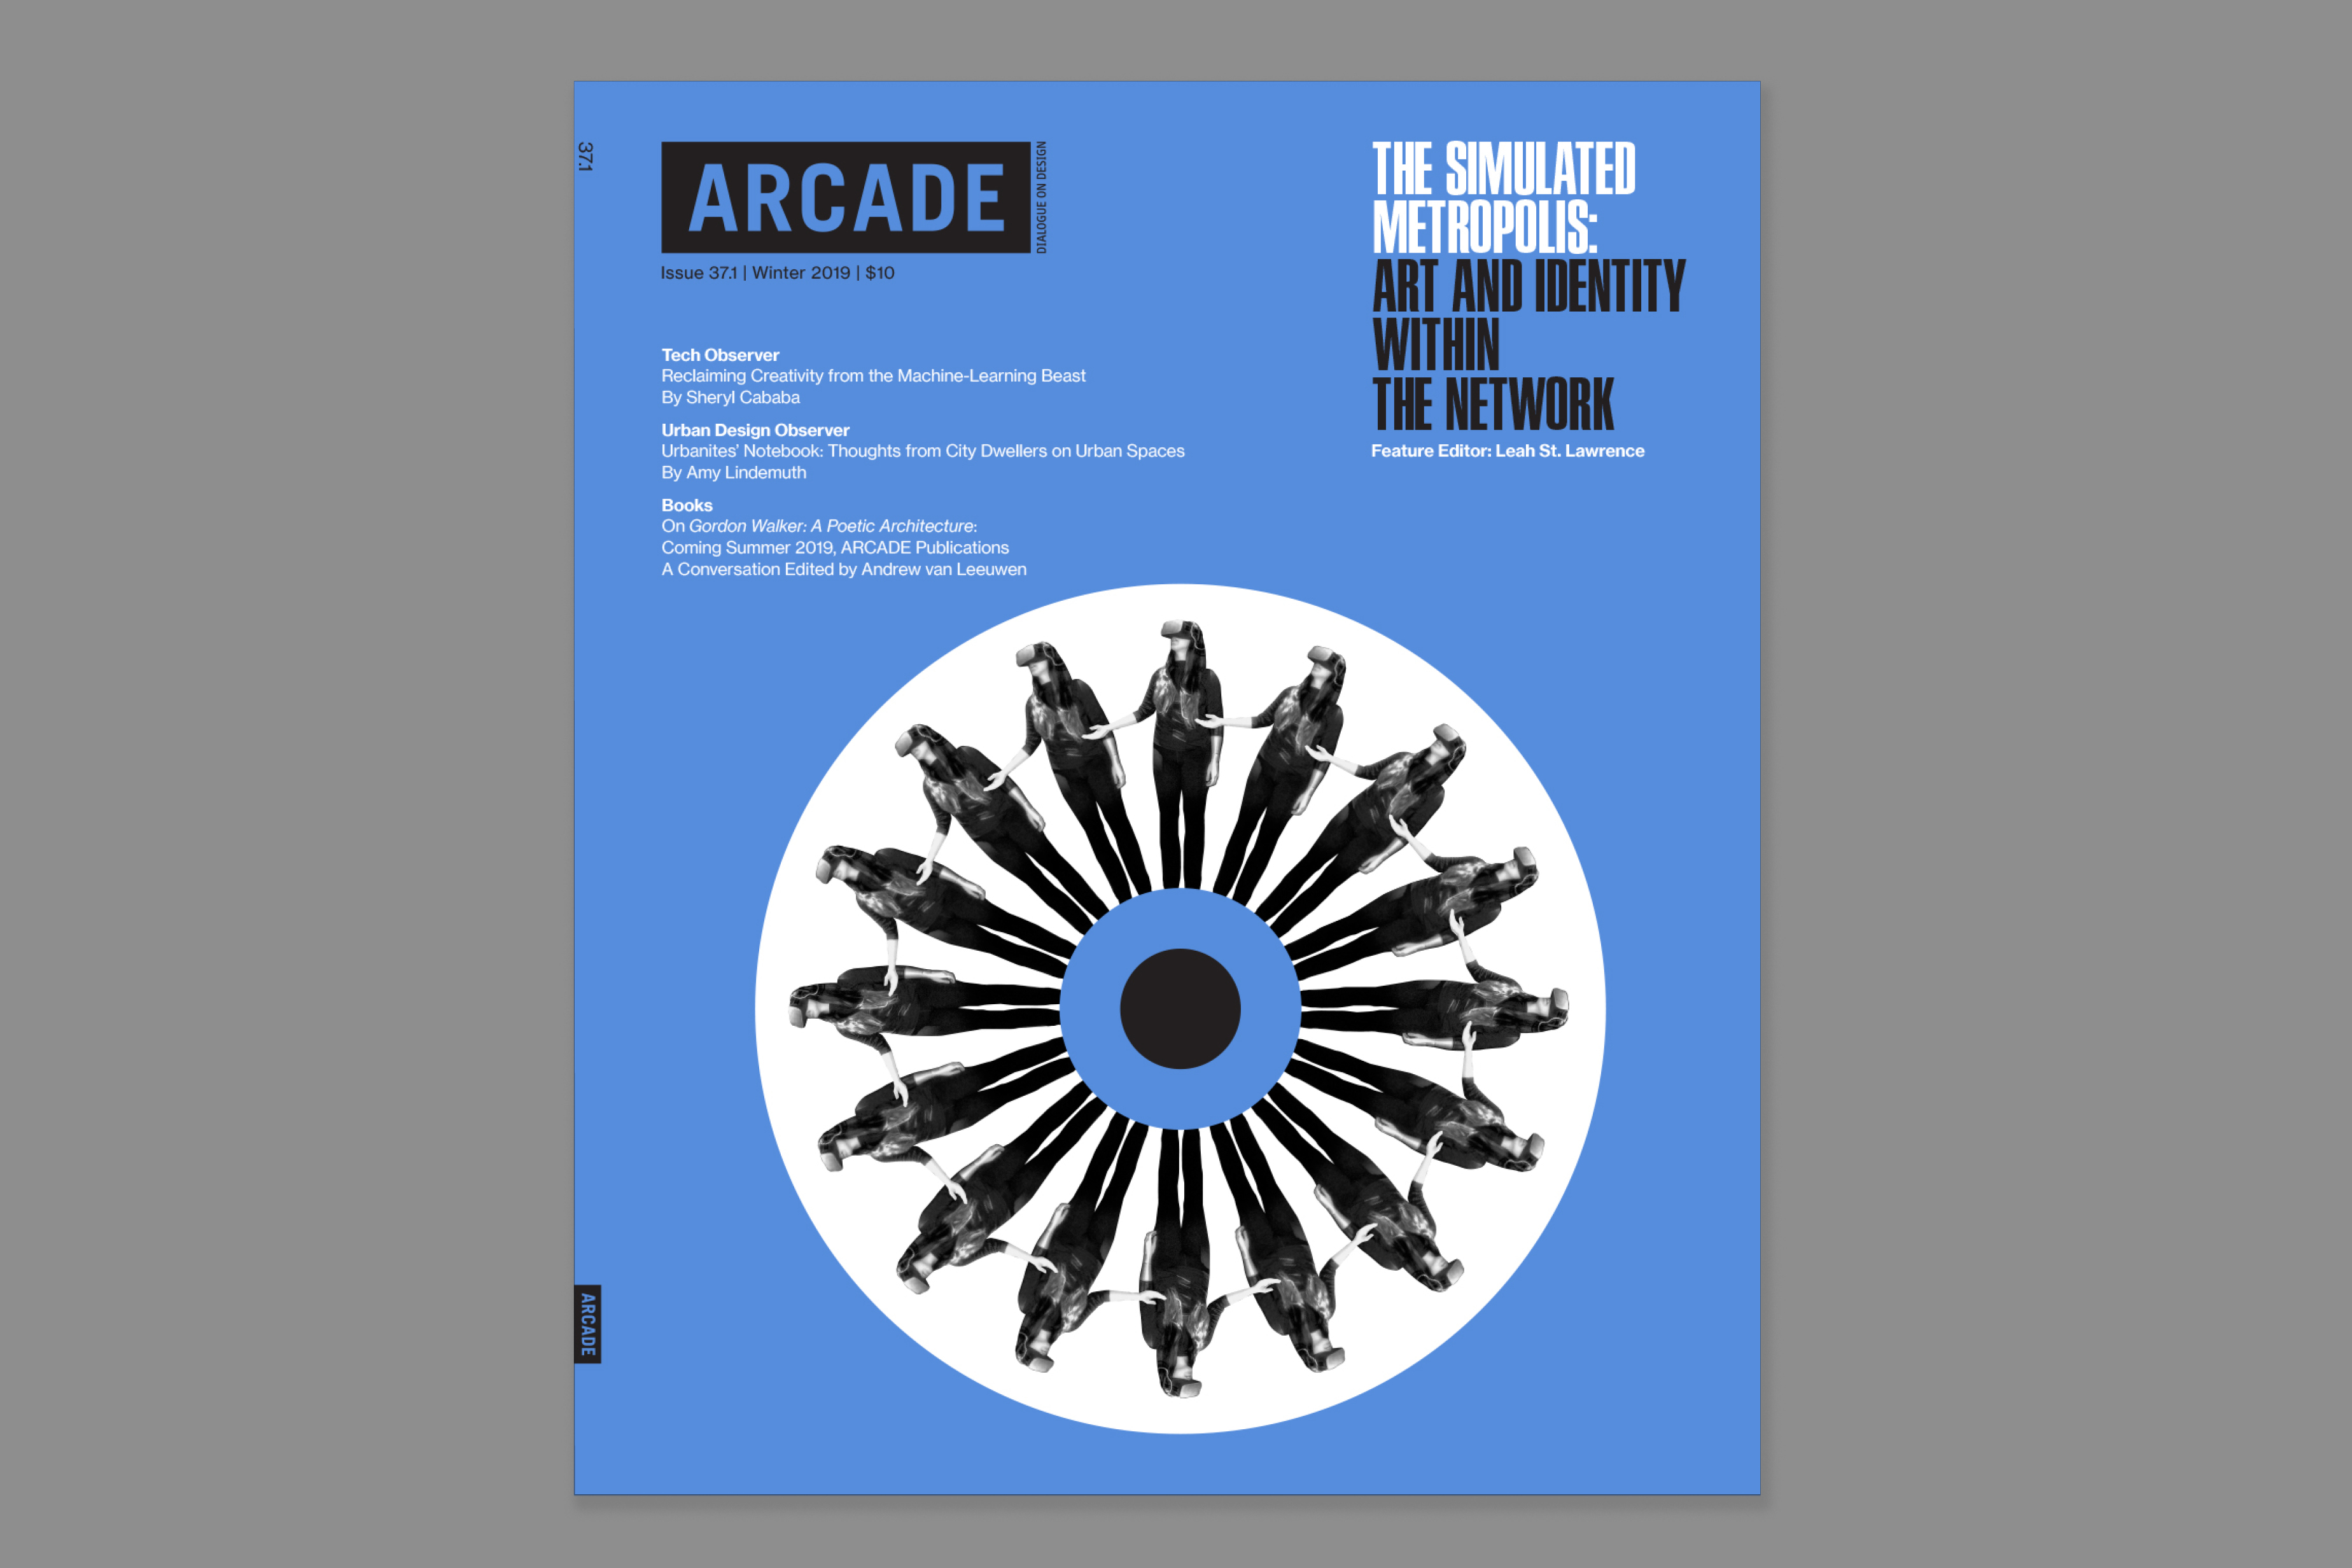 37.1
ARCADE
DIALOGUE ON DESIGN
Issue 37.1 | Winter 2019 | $10
THE SIMULATED
METROPOLIS:
ART AND IDENTITY
WITHIN
THE NETWORK
Feature Editor: Leah St. Lawrence
Tech Observer
Reclaiming Creativity from the Machine-Learning Beast
By Sheryl Cababa
Urban Design Observer
Urbanites' Notebook: Thoughts from City Dwellers on Urban Spaces
By Amy Lindemuth
Books
On Gordon Walker: A Poetic Architecture:
Coming Summer 2019, ARCADE Publications
A Conversation Edited by Andrew van Leeuwen
ARCADE